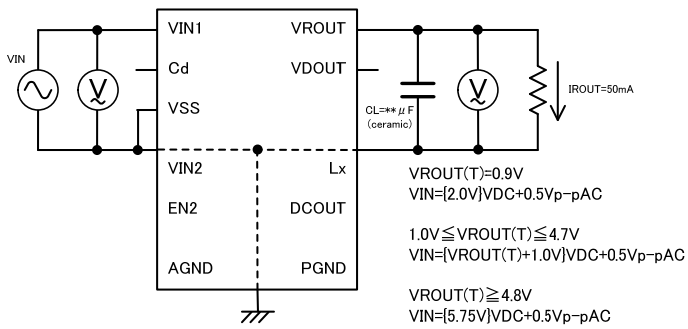 VIN
V
VIN1
Cd
VSS
VIN2
EN2
AGND
VROUT
VDOUT
Lx
DCOUT
PGND
CL=**μF
(ceramic)
V
IROUT=50mA
VROUT(T)=0.9V
VIN={2.0V}VDC+0.5Vp-pAC
1.0V≦VROUT(T)≦4.7V
VIN={VROUT(T)+1.0V}VDC+0.5Vp-pAC
VROUT(T)≧4.8V
VIN={5.75V}VDC+0.5Vp-pAC